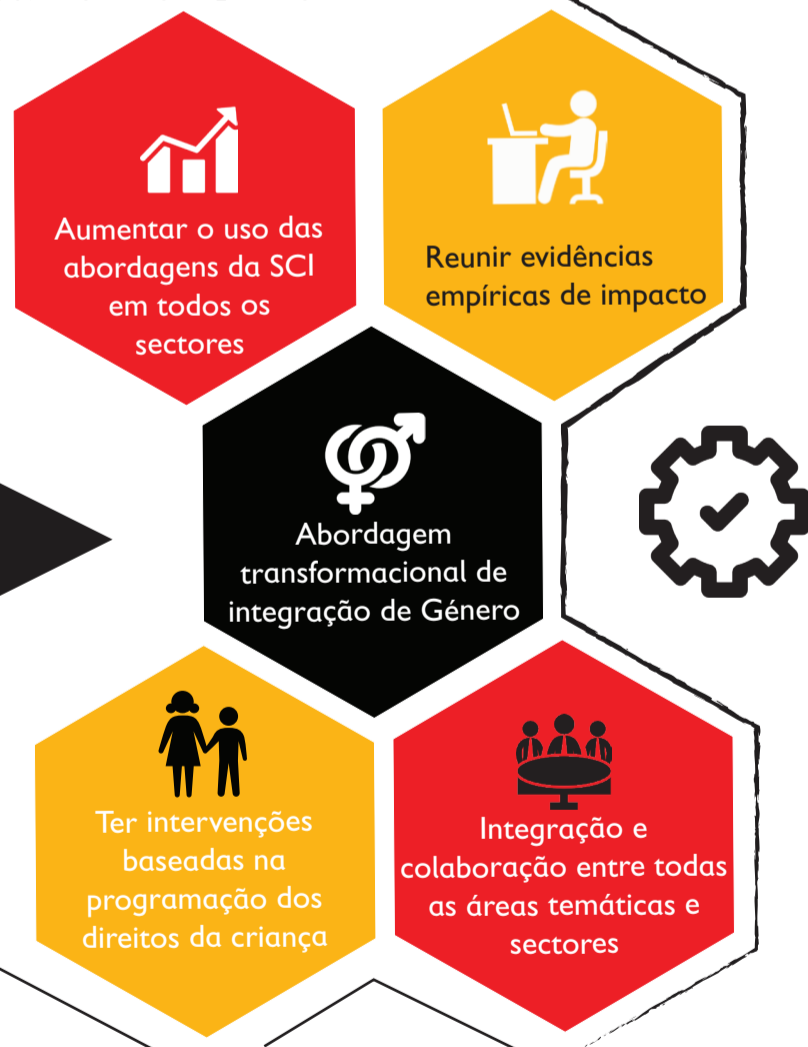 Aumentar o uso das
abordagens da SCI
em todos os
sectores
Reunir evidências
empíricas de impacto
Abordagem
transformacional de
integração de Género
Ter intervenções
baseadas na
programação dos
direitos da criança
Integração e
colaboração entre todas
as áreas temáticas e
sectores